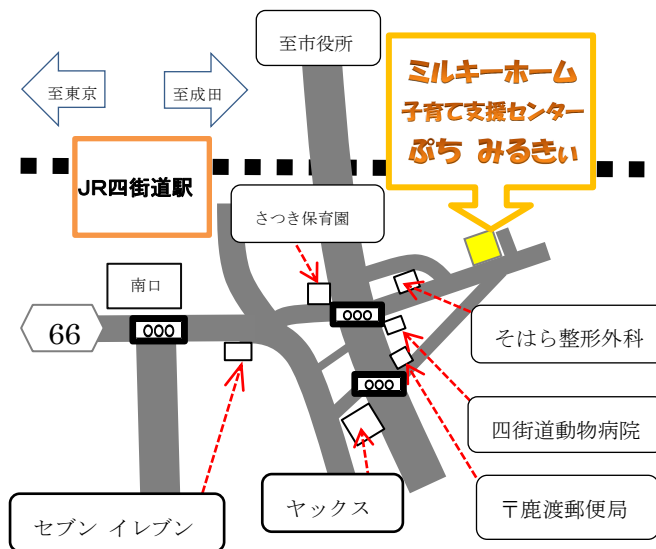 至市役所
至東京
至成田
ミルキーホーム
子育て支援センター
ぷち みるきぃ
JR四街道駅
さつき保育園
南口
66
そはら整形外科
四街道動物病院
〒鹿渡郵便局
ヤックス
セブン イレブン